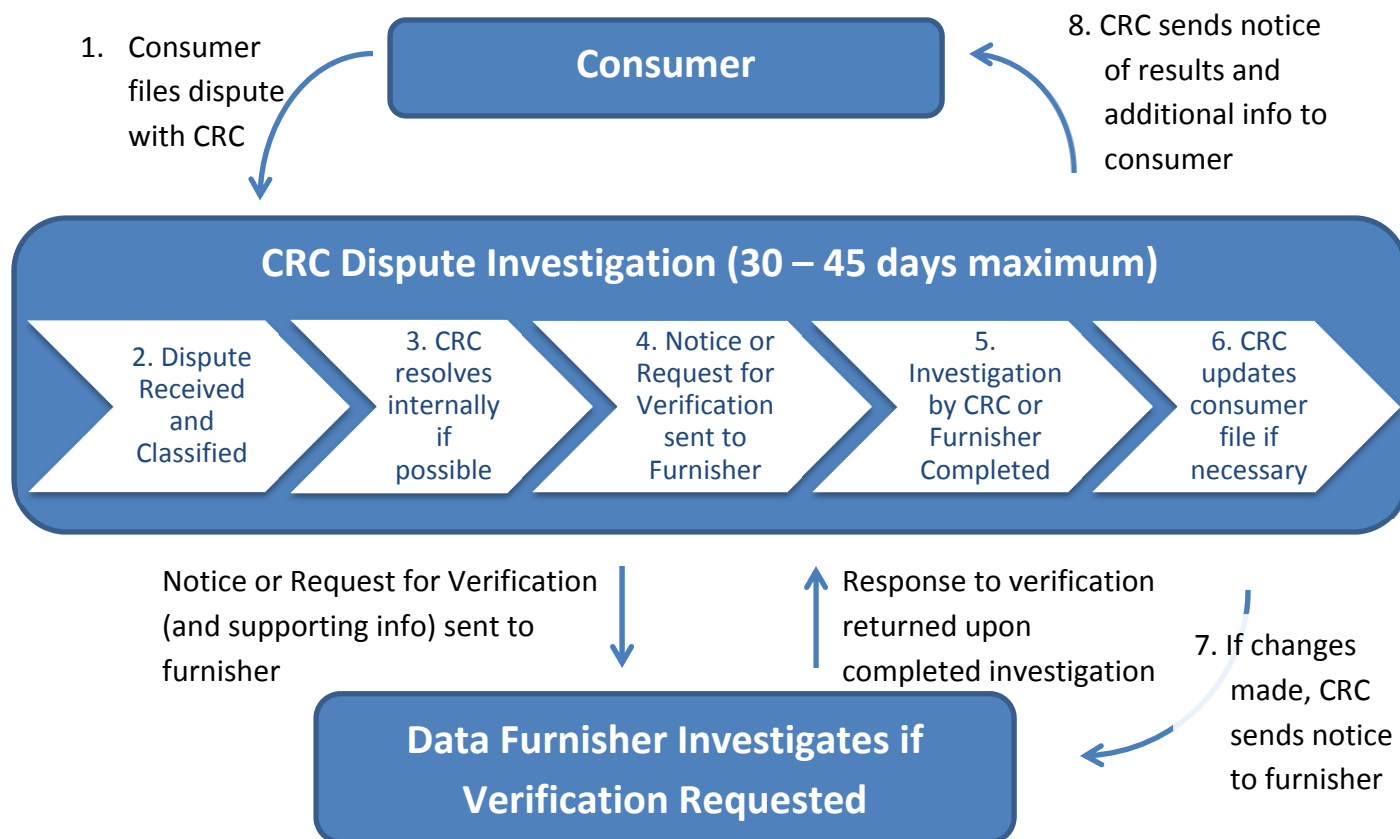 1. Consumer
files dispute
with CRC
Consumer
8. CRC sends notice
of results and
additional info to
consumer
CRC Dispute Investigation (30 – 45 days maximum)
2. Dispute
Received
and
Classified
3. CRC
resolves
internally
if
possible
4. Notice or
Request for
Verification
sent to
Furnisher
5.
Investigation
by CRC or
Furnisher
Completed
6. CRC
updates
consumer
file if
necessary
Notice or Request for Verification
(and supporting info) sent to
furnisher
Response to verification
returned upon
completed investigation
7. If changes
made, CRC
sends notice
to furnisher
Data Furnisher Investigates if
Verification Requested